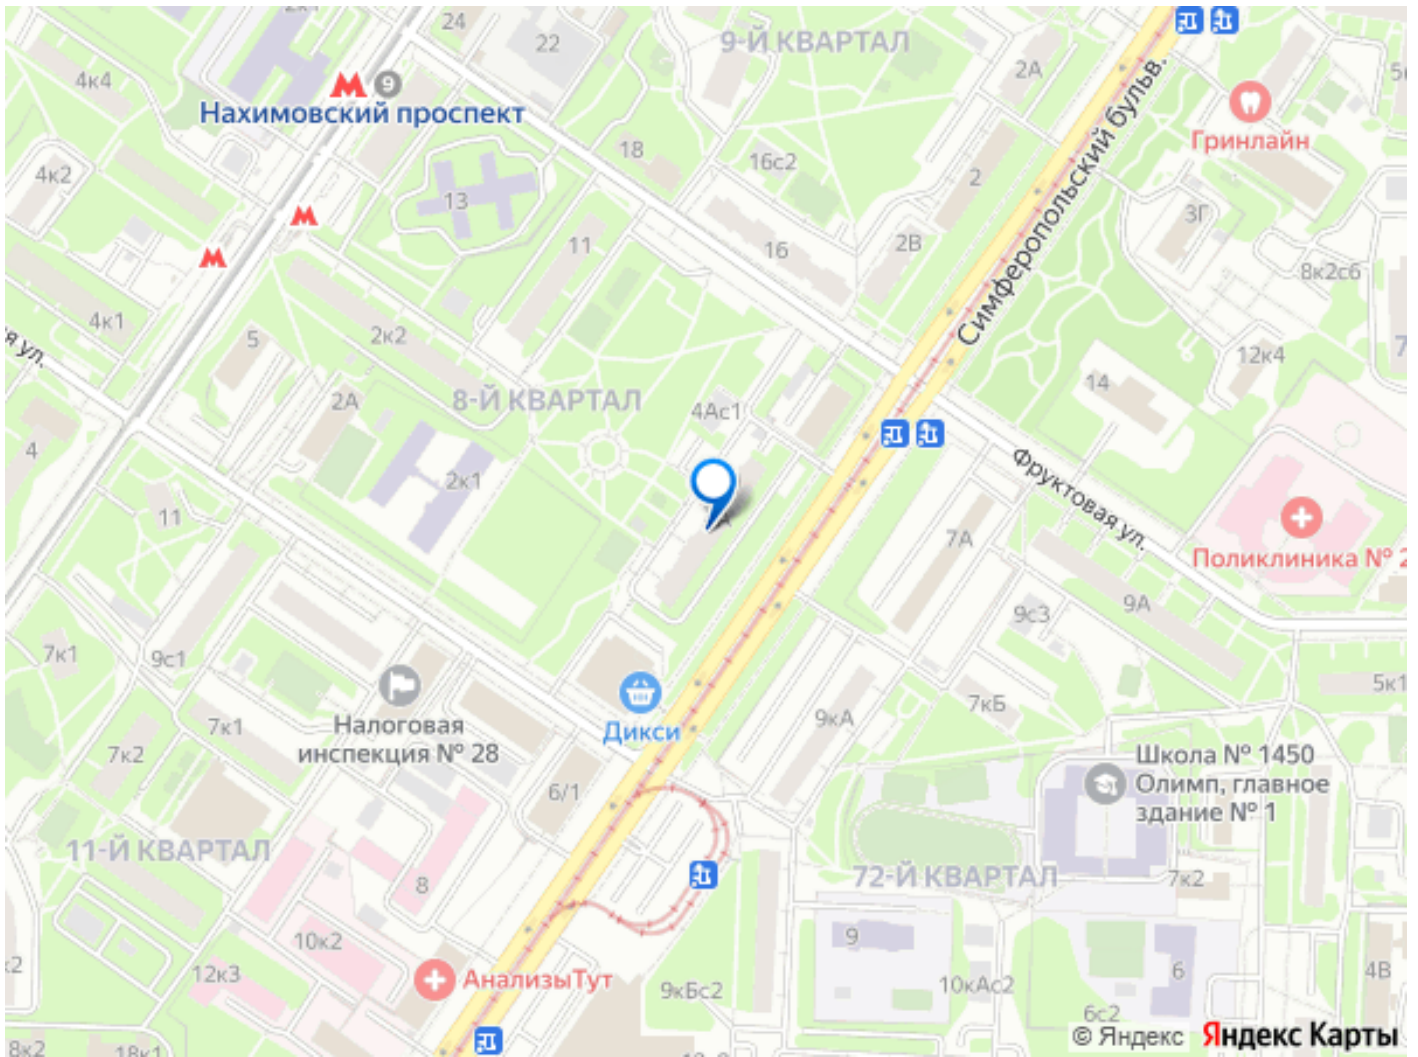 2к1
24
22
9-Й КВАРТАЛ
2А
Симферопольский бульв.
4к4
9
Нахимовский проспект
Гринлайн
4к2
13
18
16с2
2
3Г
11
16
2В
8к2с6
4к1
5
2к2
12к4
я ул.
2А
8-Й КВАРТАЛ
4Ас1
14
4
2к1
11
7А
Фруктовая ул.
Поликлиника № 2
9с3
9А
7к1
9с1
5к1
7к1
Налоговая
инспекция № 28
Дикси
9кА
7кБ
7к2
6/1
Школа № 1450
Олимп, главное
здание № 1
11-Й КВАРТАЛ
8
72-Й КВАРТАЛ
7к2
10к2
9
12к3
АнализыТут
9кБс2
10кАс2
6
4В
6с2
8к2
18к1
© Яндекс
Яндекс Карты